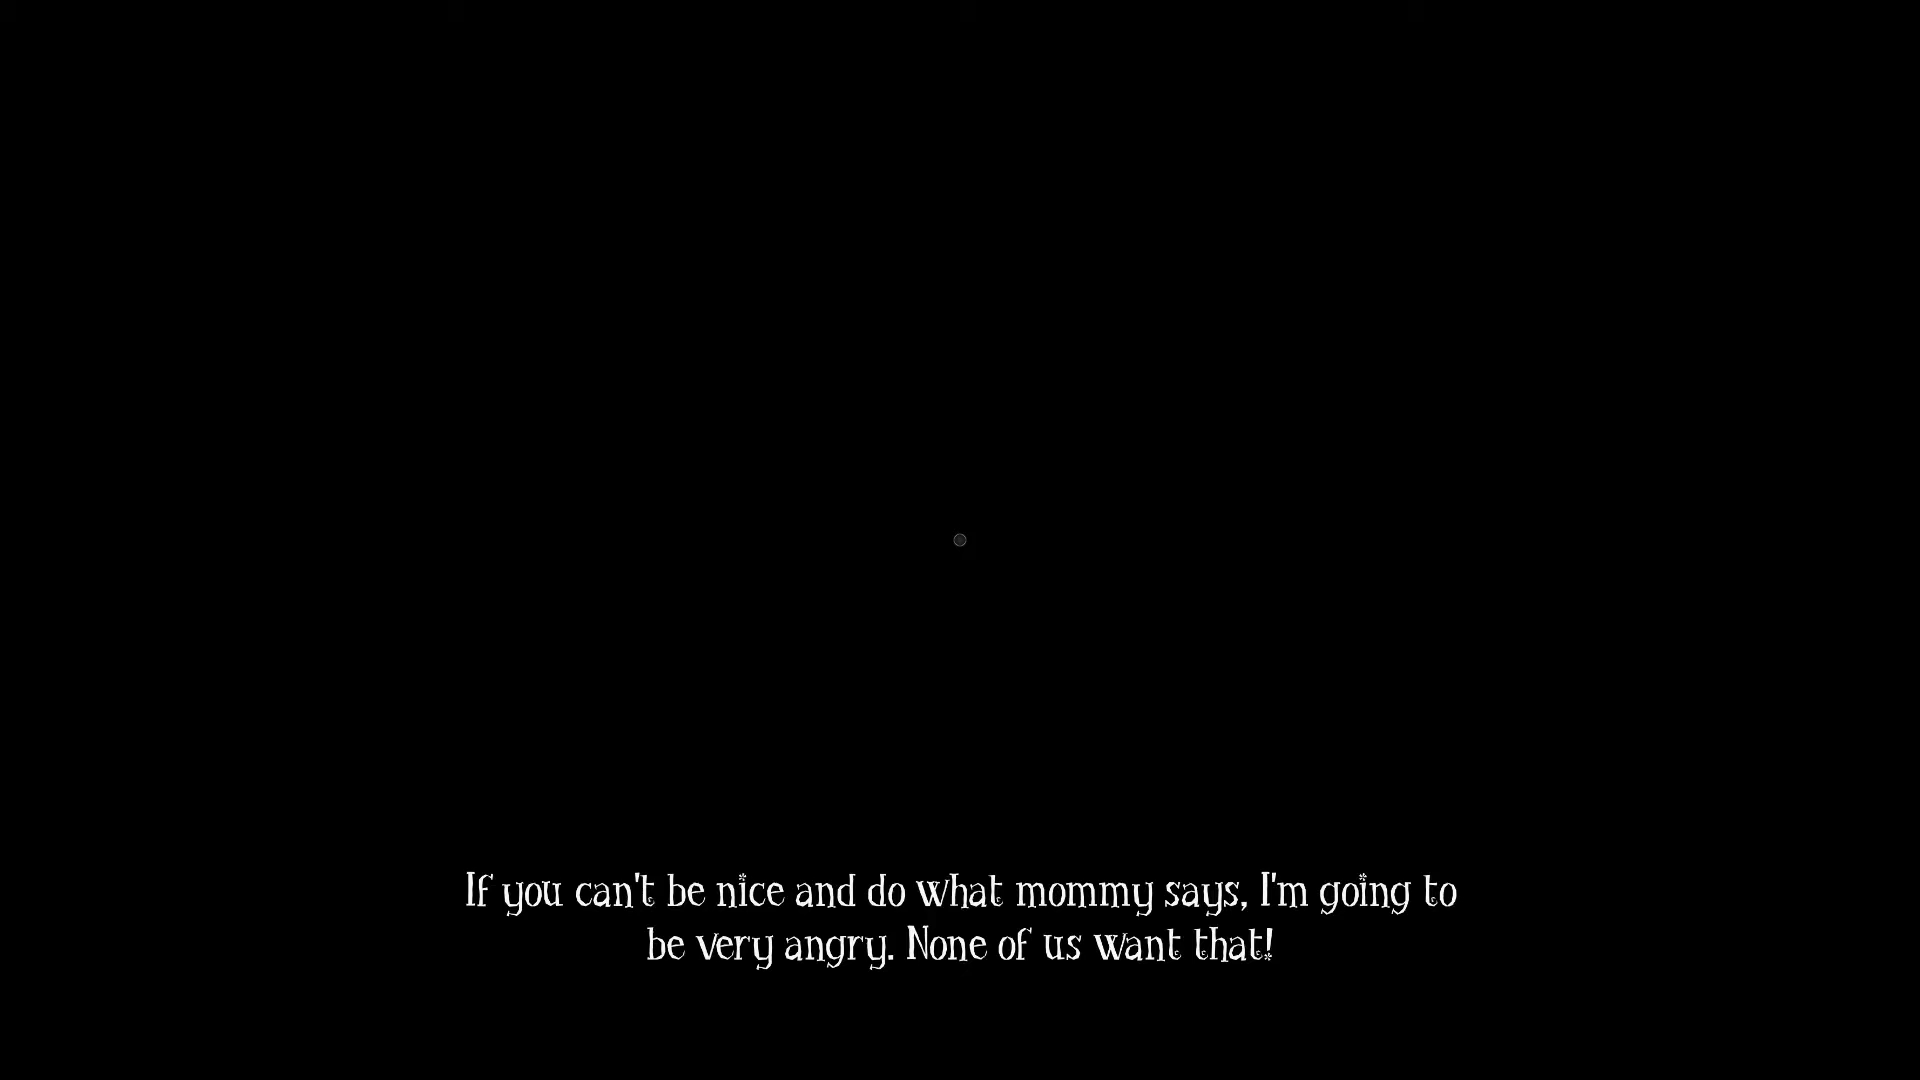 If you can't be nice and do what mommy says, I'm going to
be very angry. None of us want that!